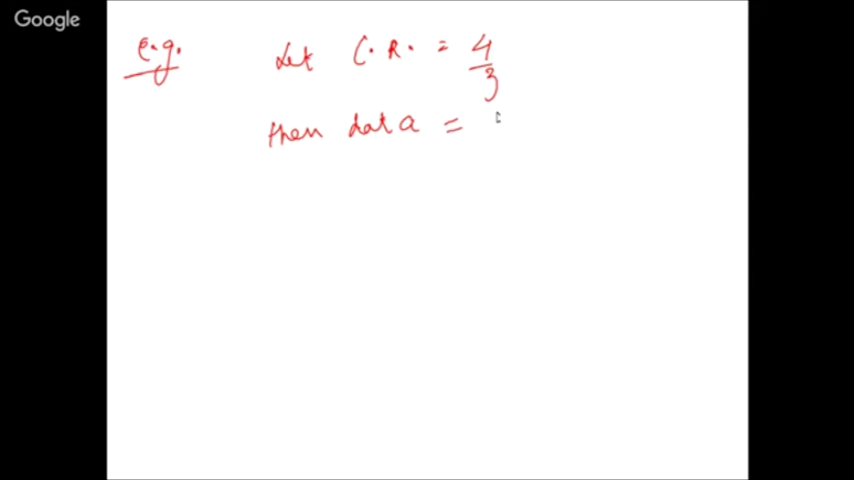 Google
e.g. Let C.R. = 4/3
then data =